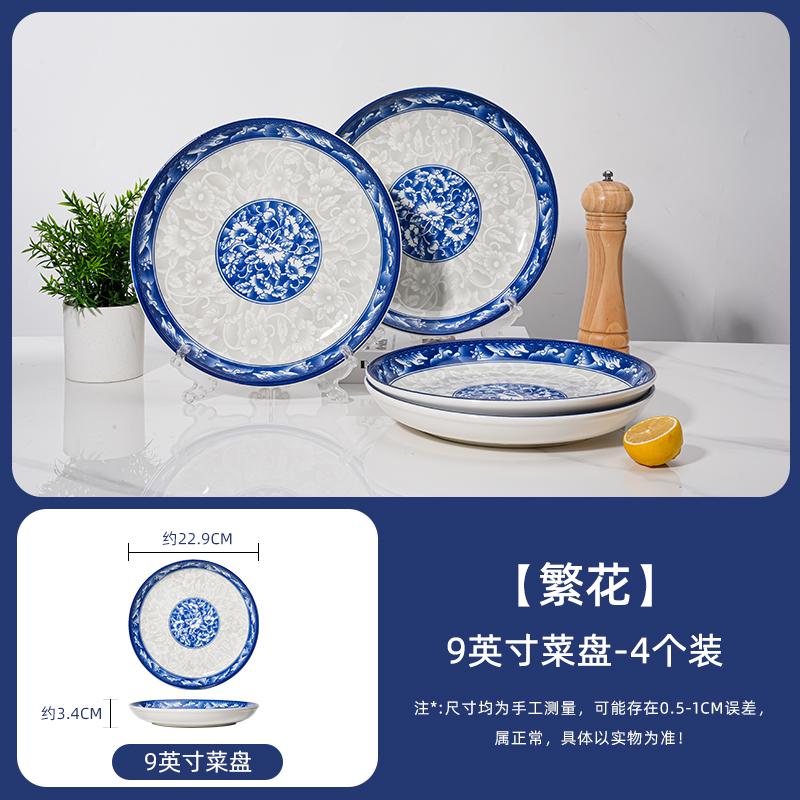 约22.9CM
约3.4CM
9英寸菜盘
【繁花】
9英寸菜盘-4个装
注*:尺寸均为手工测量，可能存在0.5-1CM误差，
属正常，具体以实物为准！